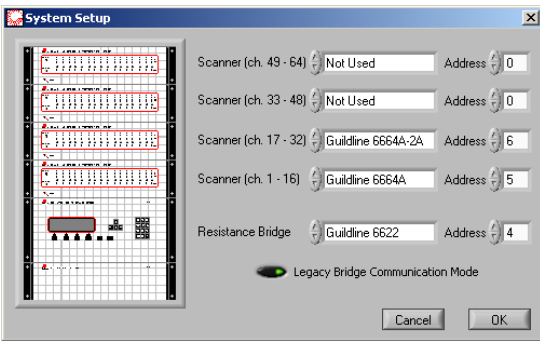 System Setup
Scanner (ch. 49 - 64) Not Used Address 0
Scanner (ch. 33 - 48) Not Used Address 0
Scanner (ch. 17 - 32) Guildline 6664A-2A Address 6
Scanner (ch. 1 - 16) Guildline 6664A Address 5
Resistance Bridge Guildline 6622 Address 4
Legacy Bridge Communication Mode
Cancel OK